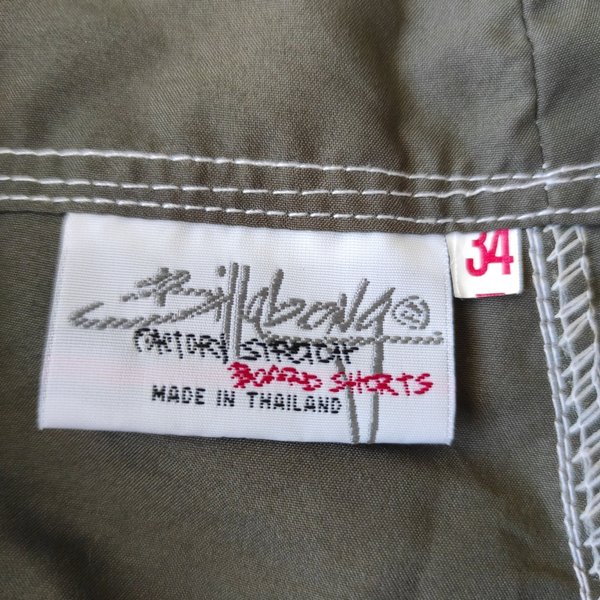 34
Billabong
FACTORY STRETCH
BOARD SHORTS
MADE IN THAILAND